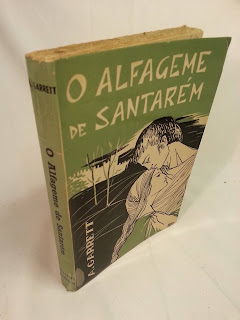 O ALFAGEME
DE SANTARÉM
A. GARRETT
A. GARRETT
O Alfageme de Santarém